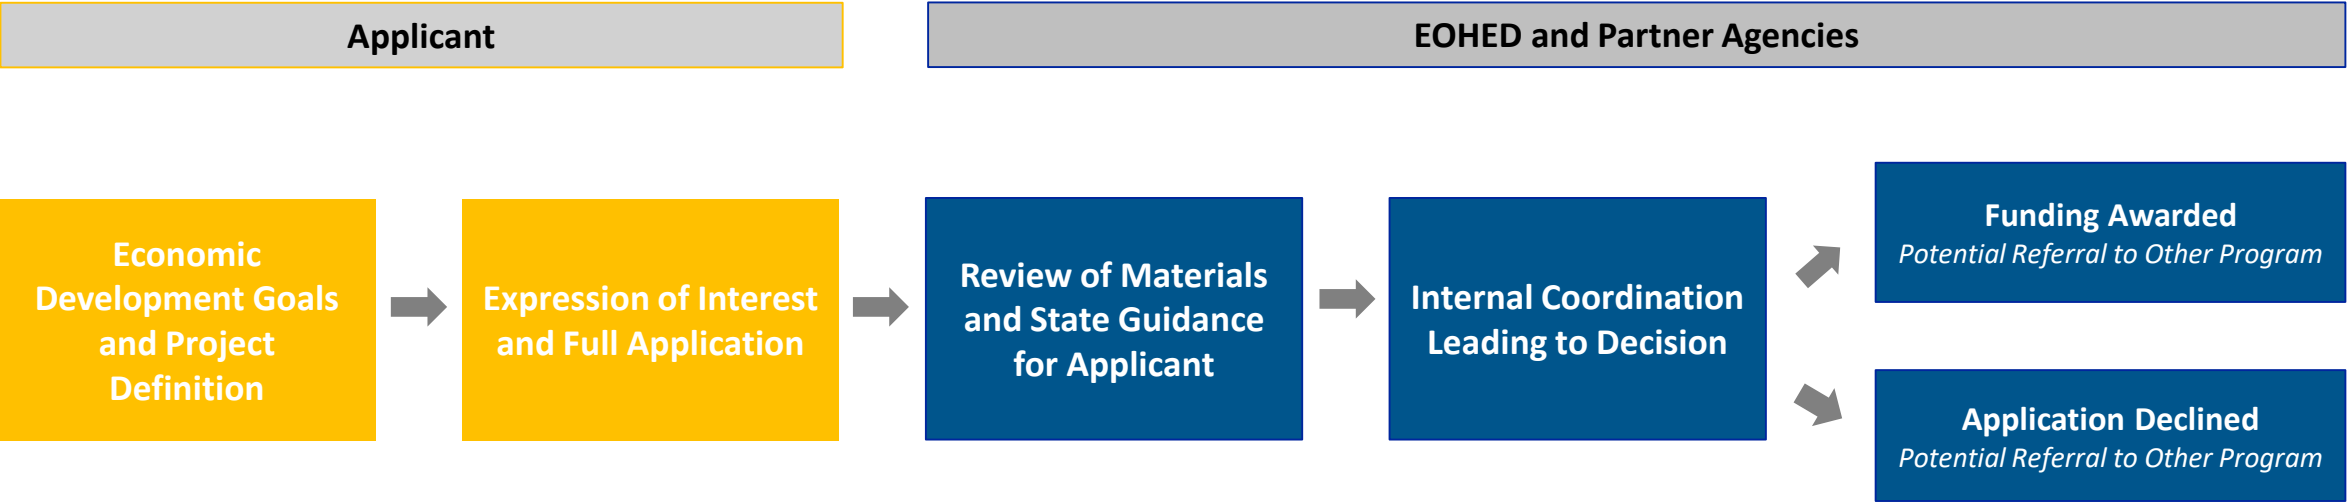 Applicant
EOHED and Partner Agencies
Economic
Development Goals
and Project
Definition
Expression of Interest
and Full Application
Review of Materials
and State Guidance
for Applicant
Internal Coordination
Leading to Decision
Funding Awarded
Potential Referral to Other Program
Application Declined
Potential Referral to Other Program